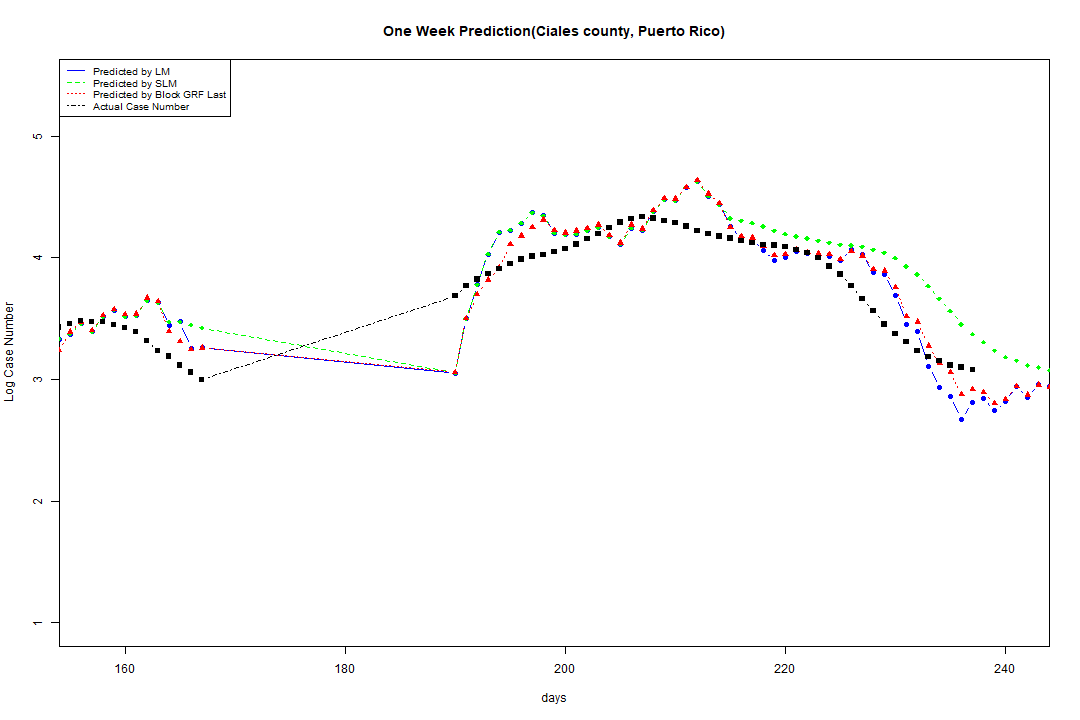 One Week Prediction(Ciales county, Puerto Rico)
Predicted by LM
Predicted by SLM
Predicted by Block GRF Last
Actual Case Number
5
4
3
2
1
Log Case Number
160 180 200 220 240
days